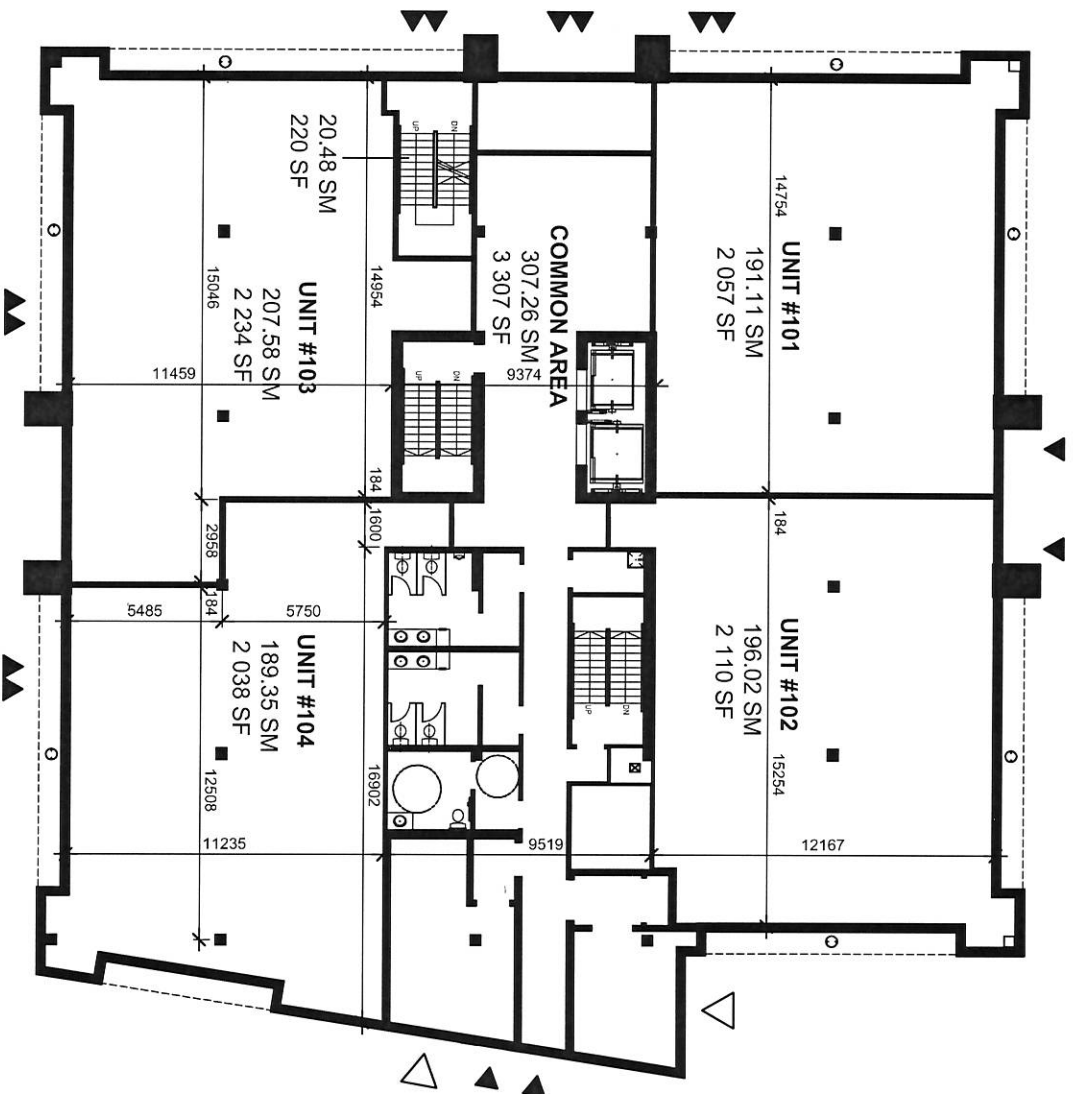 UNIT #101
191.11 SM
2 057 SF
14754
184
UNIT #102
196.02 SM
2 110 SF
15254
12167
COMMON AREA
307.26 SM
3 307 SF
9374
9519
DN
UP
20.48 SM
220 SF
DN
UP
DN
UP
UNIT #103
207.58 SM
2 234 SF
14954
15046
11459
184
1600
2958
184
5485
5750
UNIT #104
189.35 SM
2 038 SF
16902
12508
11235